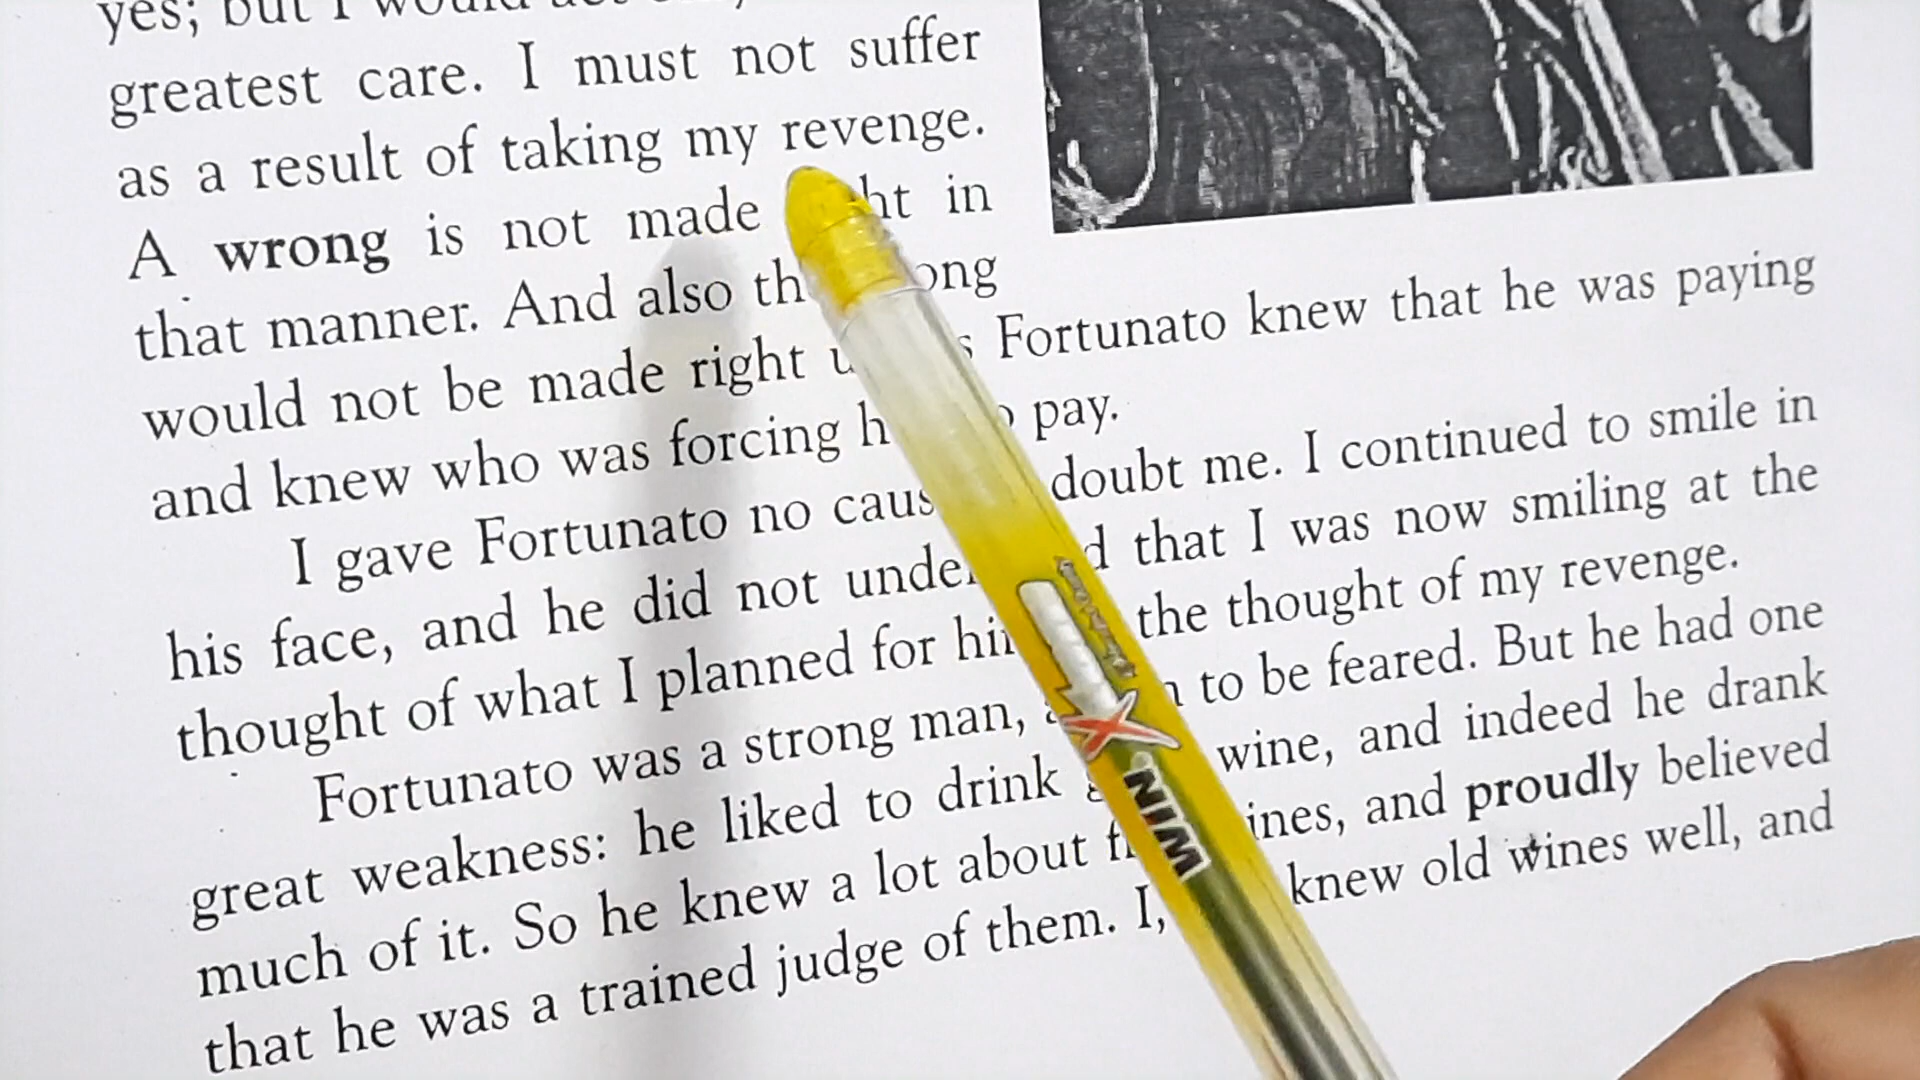 yes; but I would
greatest care. I must not suffer
as a result of taking my revenge.
A wrong is not made in
that manner. And also
would not be made right Fortunato knew that he was paying
and knew who was forcing pay.
I gave Fortunato no doubt me. I continued to smile in
his face, and he did not that I was now smiling at the
thought of what I planned for the thought of my revenge.
Fortunato was a strong man, to be feared. But he had one
great weakness: he liked to drink wine, and indeed he drank
much of it. So he knew a lot about and proudly believed
that he was a trained judge of them. I, knew old wines well, and
WIN
X